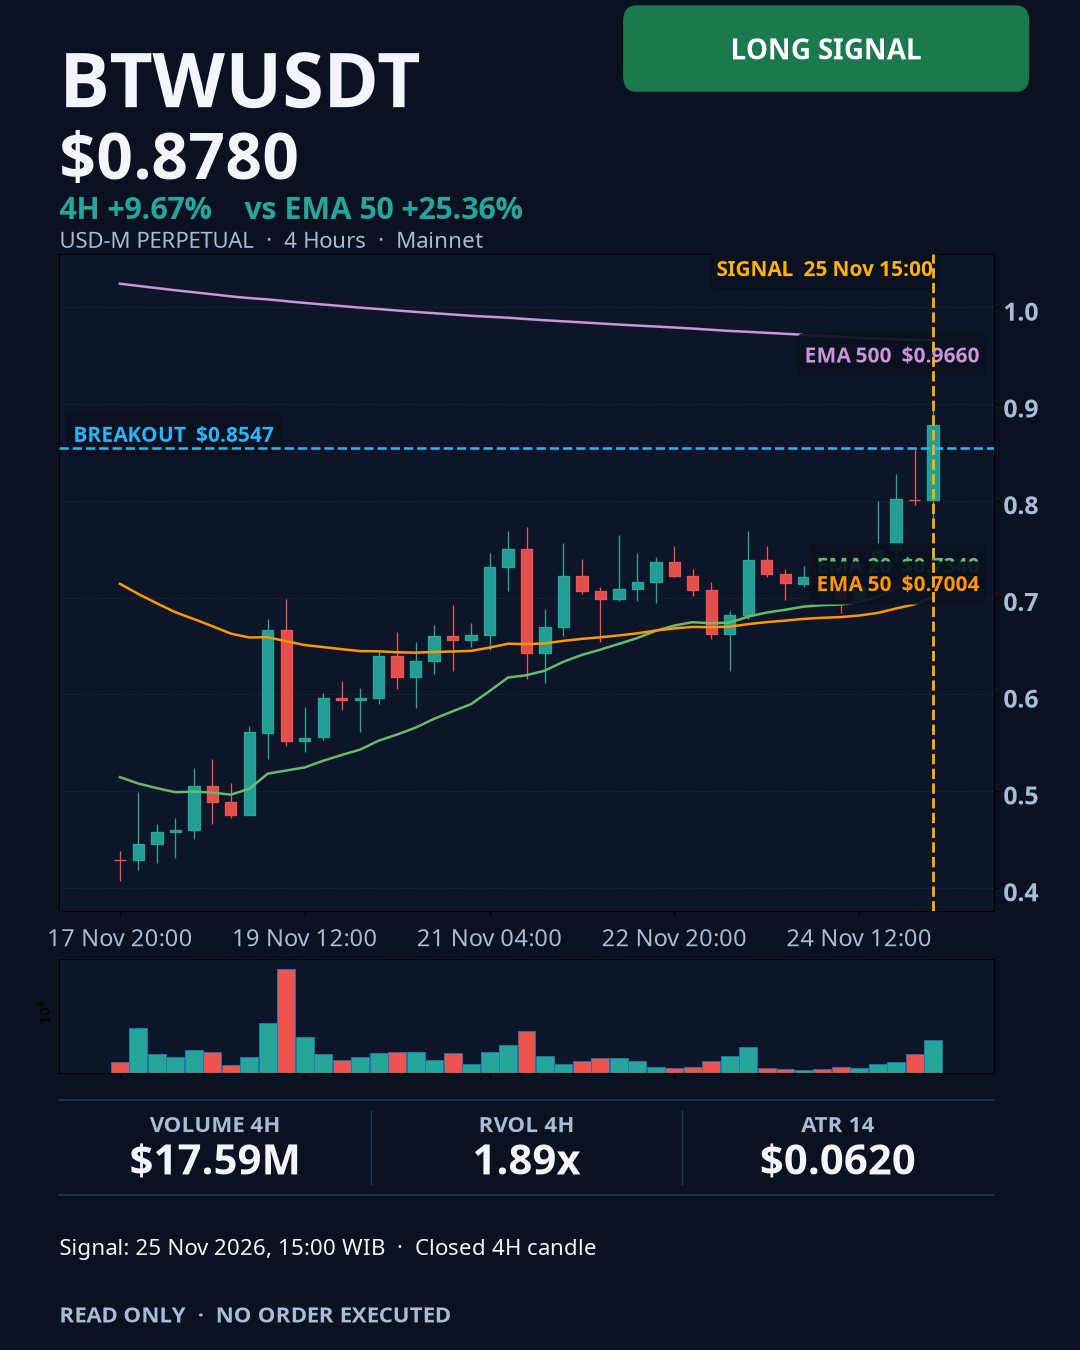 LONG SIGNAL
BTWUSDT
$0.8780
4H +9.67% vs EMA 50 +25.36%
USD-M PERPETUAL · 4 Hours · Mainnet
SIGNAL 25 Nov 15:00
1.0
EMA 500 $0.9660
0.9
BREAKOUT $0.8547
0.8
EMA 20 $0.7340
EMA 50 $0.7004
0.7
0.6
0.5
0.4
17 Nov 20:00 19 Nov 12:00 21 Nov 04:00 22 Nov 20:00 24 Nov 12:00
10⁶
VOLUME 4H RVOL 4H ATR 14
$17.59M 1.89x $0.0620
Signal: 25 Nov 2026, 15:00 WIB · Closed 4H candle
READ ONLY · NO ORDER EXECUTED